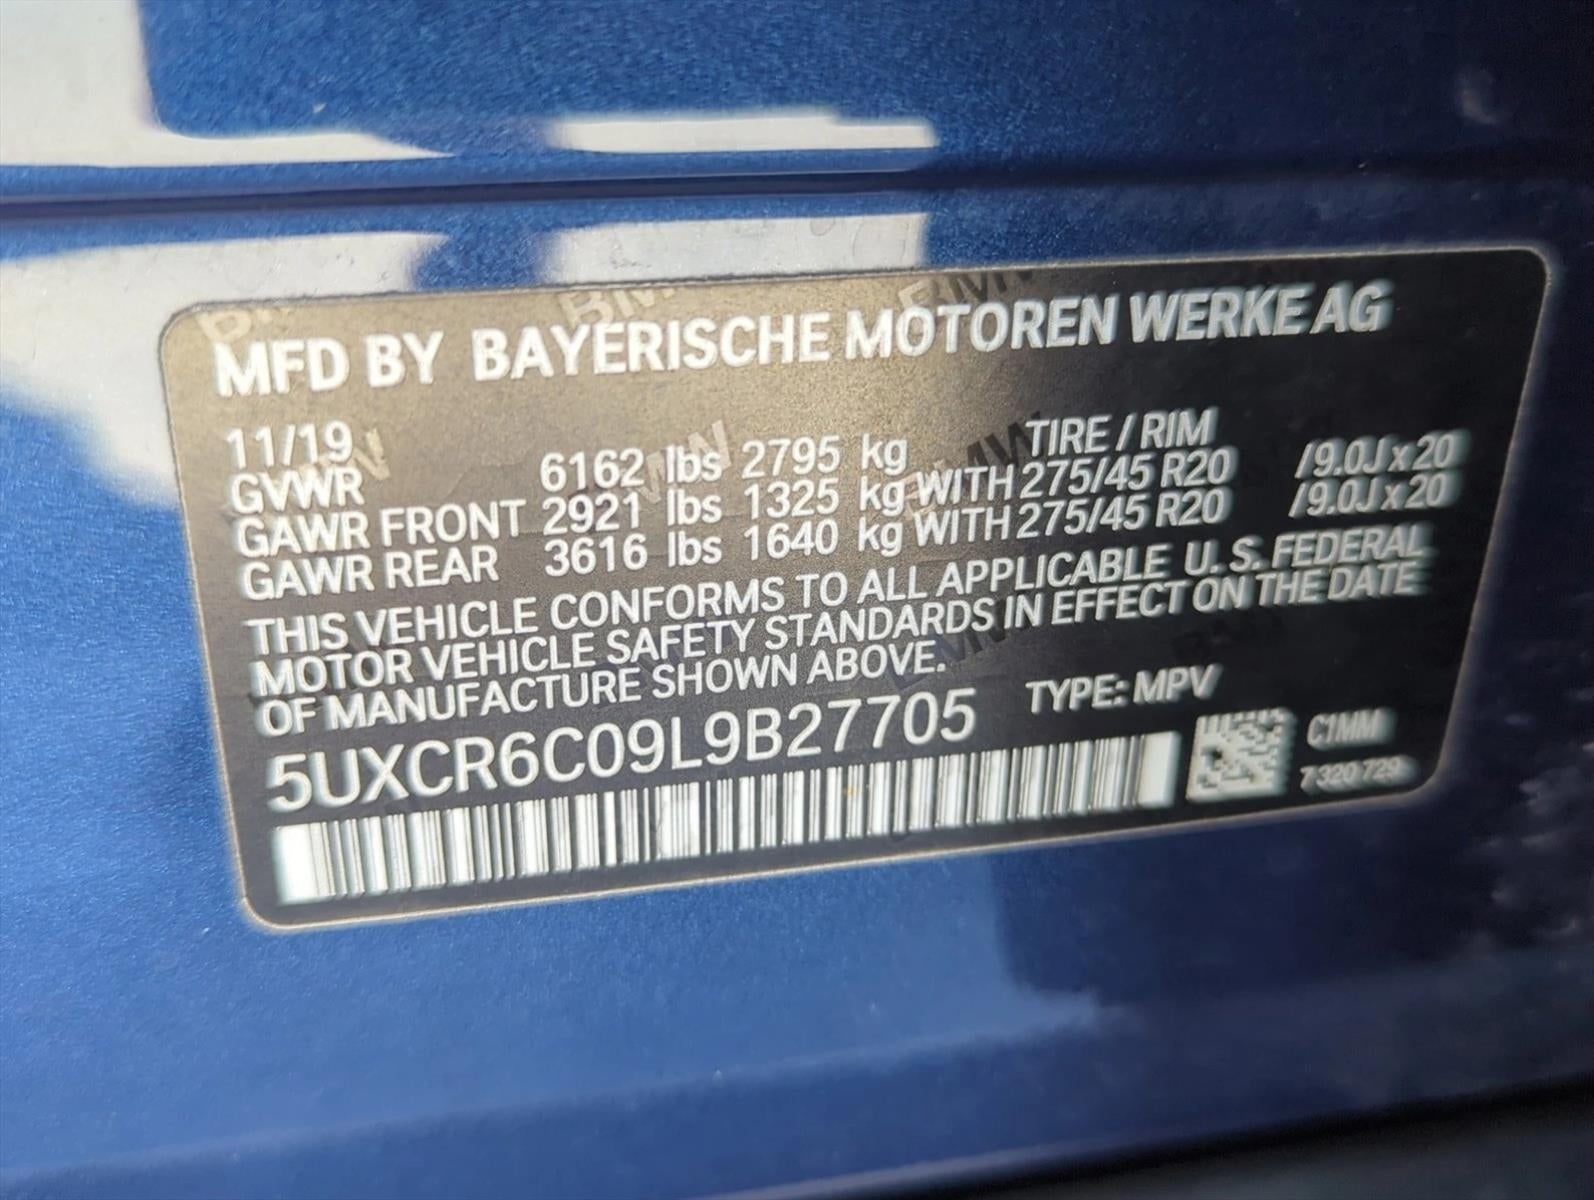 MFD BY BAYERISCHE MOTOREN WERKE AG
11/19 TIRE / RIM
GVWR 6162 lbs 2795 kg
GAWR FRONT 2921 lbs 1325 kg WITH 275/45 R20 /9.0J x 20
GAWR REAR 3616 lbs 1640 kg WITH 275/45 R20 /9.0J x 20
THIS VEHICLE CONFORMS TO ALL APPLICABLE U. S. FEDERAL
MOTOR VEHICLE SAFETY STANDARDS IN EFFECT ON THE DATE
OF MANUFACTURE SHOWN ABOVE.
5UXCR6C09L9B27705 TYPE: MPV
C1MM
7 320 729